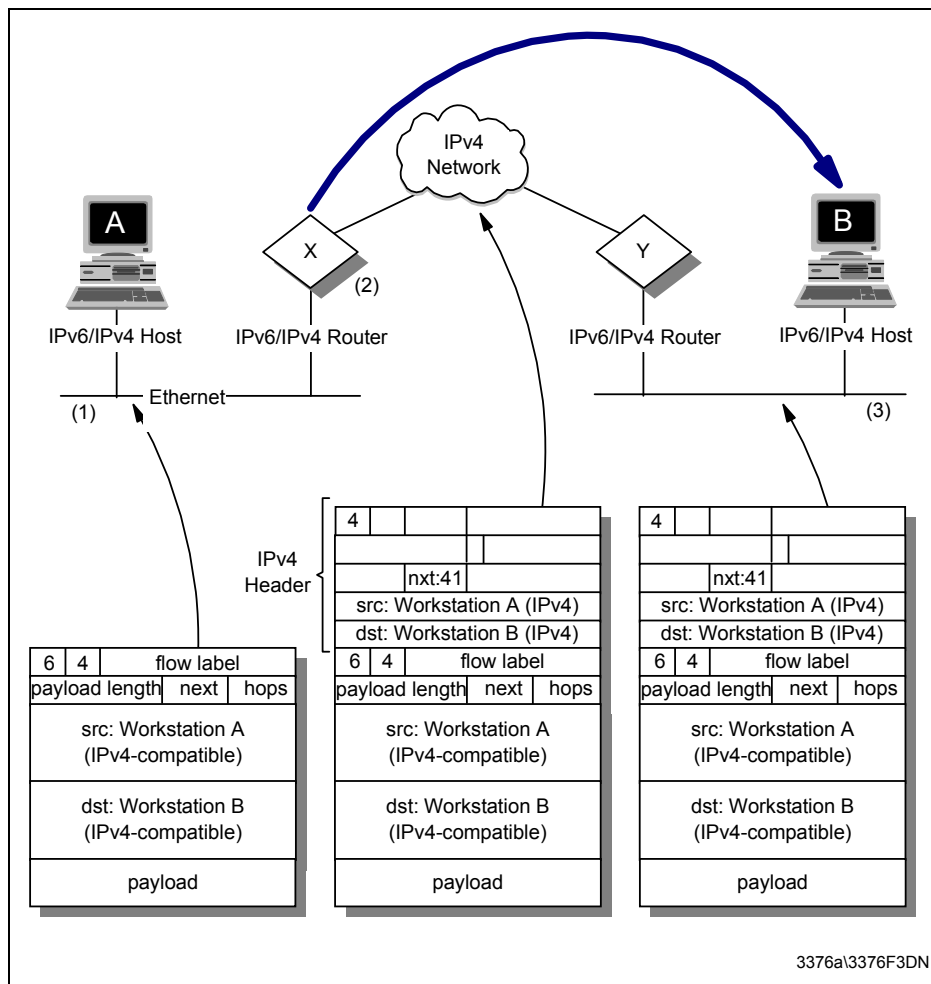 IPv4
Network
A
B
X
Y
(2)
IPv6/IPv4 Host
IPv6/IPv4 Router
IPv6/IPv4 Router
IPv6/IPv4 Host
(1)
Ethernet
(3)
IPv4
Header
6 4 flow label
payload length next hops
src: Workstation A
(IPv4-compatible)
dst: Workstation B
(IPv4-compatible)
payload
4
nxt:41
src: Workstation A (IPv4)
dst: Workstation B (IPv4)
6 4 flow label
payload length next hops
src: Workstation A
(IPv4-compatible)
dst: Workstation B
(IPv4-compatible)
payload
4
nxt:41
src: Workstation A (IPv4)
dst: Workstation B (IPv4)
6 4 flow label
payload length next hops
src: Workstation A
(IPv4-compatible)
dst: Workstation B
(IPv4-compatible)
payload
3376a\3376F3DN